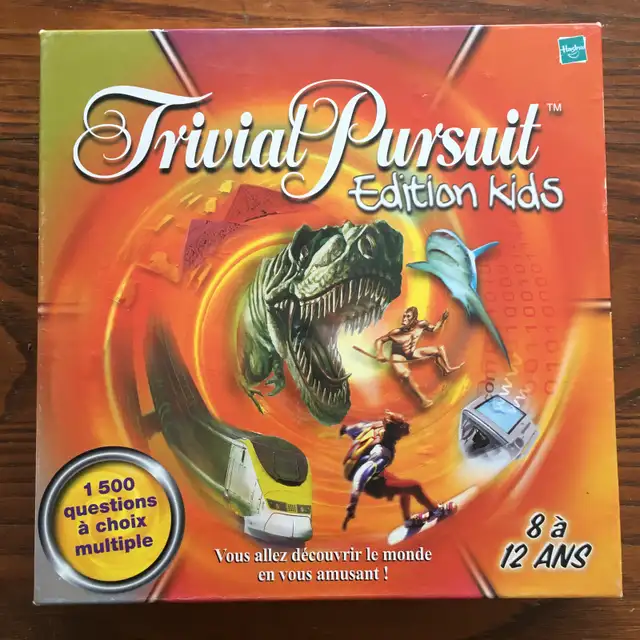 Hasbro
Trivial Pursuit™
Edition Kids
1 500
questions
à choix
multiple
Vous allez découvrir le monde
en vous amusant !
8 à
12 ANS